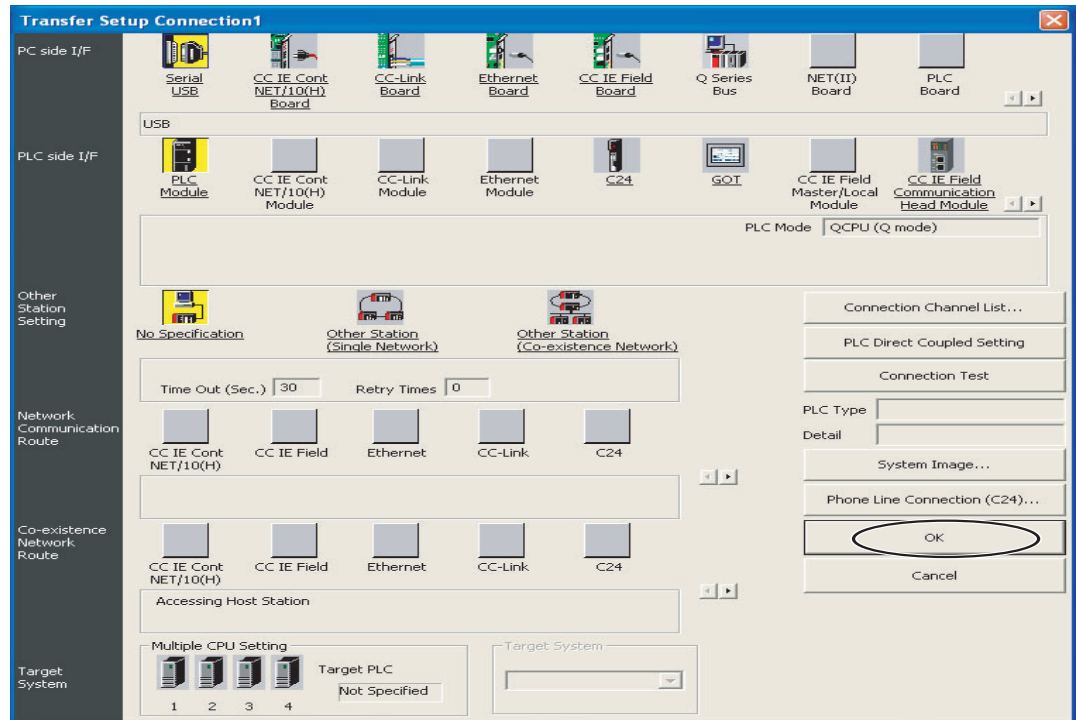 Transfer Setup Connection1
PC side I/F
Serial
USB
CC IE Cont
NET/10(H)
Board
CC-Link
Board
Ethernet
Board
CC IE Field
Board
Q Series
Bus
NET(II)
Board
PLC
Board
USB
PLC side I/F
PLC
Module
CC IE Cont
NET/10(H)
Module
CC-Link
Module
Ethernet
Module
C24
GOT
CC IE Field
Master/Local
Module
CC IE Field
Communication
Head Module
PLC Mode QCPU (Q mode)
Other
Station
Setting
No Specification
Other Station
(Single Network)
Other Station
(Co-existence Network)
Connection Channel List...
PLC Direct Coupled Setting
Time Out (Sec.) 30 Retry Times 0
Connection Test
PLC Type
Detail
Network
Communication
Route
CC IE Cont
NET/10(H)
CC IE Field
Ethernet
CC-Link
C24
System Image...
Phone Line Connection (C24)...
Co-existence
Network
Route
CC IE Cont
NET/10(H)
CC IE Field
Ethernet
CC-Link
C24
OK
Cancel
Accessing Host Station
Target
System
Multiple CPU Setting
1 2 3 4
Target PLC
Not Specified
Target System